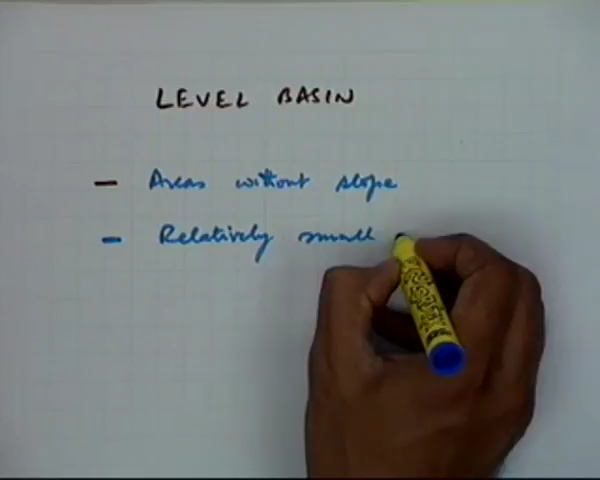 LEVEL BASIN
— Areas without slope
— Relatively small